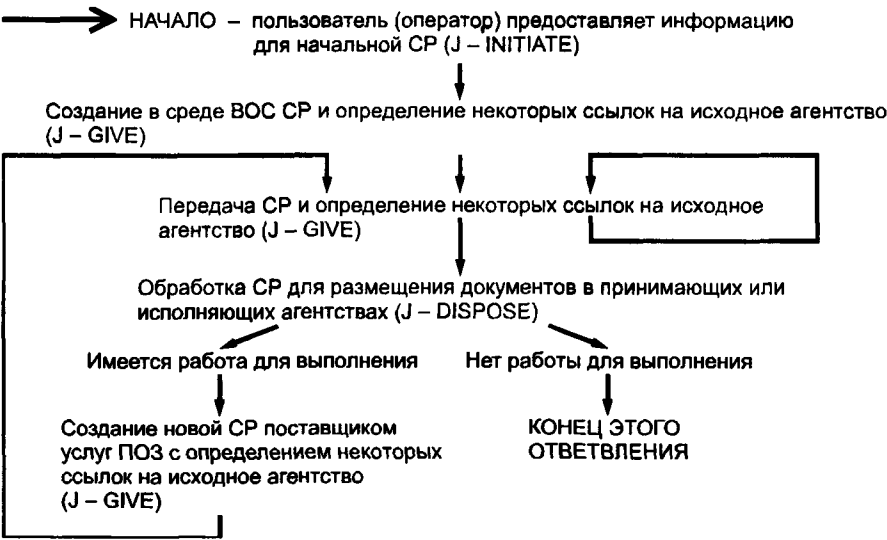 НАЧАЛО – пользователь (оператор) предоставляет информацию
для начальной СР (J – INITIATE)
Создание в среде ВОС СР и определение некоторых ссылок на исходное агентство
(J – GIVE)
Передача СР и определение некоторых ссылок на исходное
агентство (J – GIVE)
Обработка СР для размещения документов в принимающих или
исполняющих агентствах (J – DISPOSE)
Имеется работа для выполнения
Нет работы для выполнения
Создание новой СР поставщиком
услуг ПОЗ с определением некоторых
ссылок на исходное агентство
(J – GIVE)
КОНЕЦ ЭТОГО
ОТВЕТВЛЕНИЯ